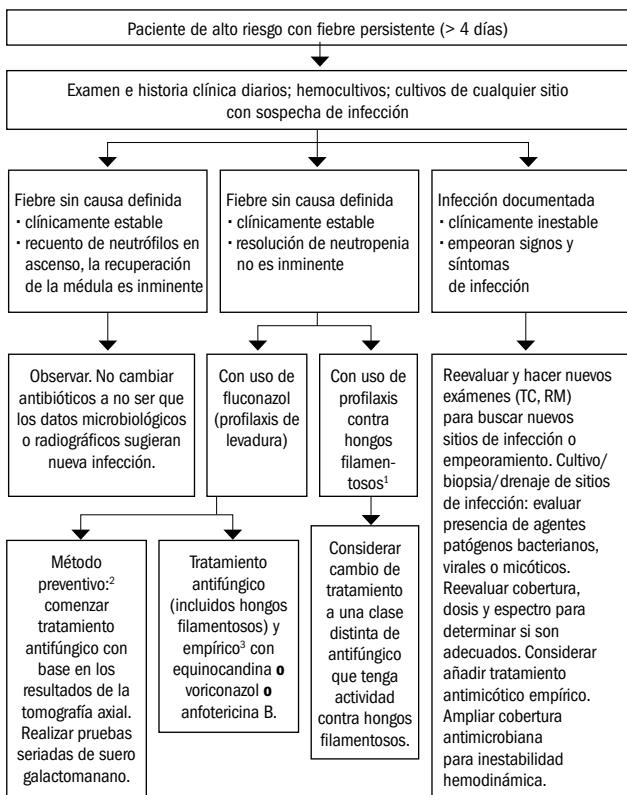 Paciente de alto riesgo con fiebre persistente (> 4 días)
Examen e historia clínica diarios; hemocultivos; cultivos de cualquier sitio
con sospecha de infección
Fiebre sin causa definida
· clínicamente estable
· recuento de neutrófilos en
ascenso, la recuperación
de la médula es inminente
Fiebre sin causa definida
· clínicamente estable
· resolución de neutropenia
no es inminente
Infección documentada
· clínicamente inestable
· empeoran signos y
síntomas
de infección
Observar. No cambiar
antibióticos a no ser que
los datos microbiológicos
o radiográficos sugieran
nueva infección.
Con uso de
fluconazol
(profilaxis de
levadura)
Con uso de
profilaxis
contra
hongos
filamen-
tosos¹
Reevaluar y hacer nuevos
exámenes (TC, RM)
para buscar nuevos
sitios de infección o
empeoramiento. Cultivo/
biopsia/drenaje de sitios
de infección: evaluar
presencia de agentes
patógenos bacterianos,
virales o micóticos.
Reevaluar cobertura,
dosis y espectro para
determinar si son
adecuados. Considerar
añadir tratamiento
antimicótico empírico.
Ampliar cobertura
antimicrobiana
para inestabilidad
hemodinámica.
Método
preventivo:²
comenzar
tratamiento
antifúngico con
base en los
resultados de la
tomografía axial.
Realizar pruebas
seriadas de suero
galactomanano.
Tratamiento
antifúngico
(incluidos hongos
filamentosos) y
empírico³ con
equinocandina o
voriconazol o
anfotericina B.
Considerar
cambio de
tratamiento
a una clase
distinta de
antifúngico
que tenga
actividad
contra hongos
filamentosos.